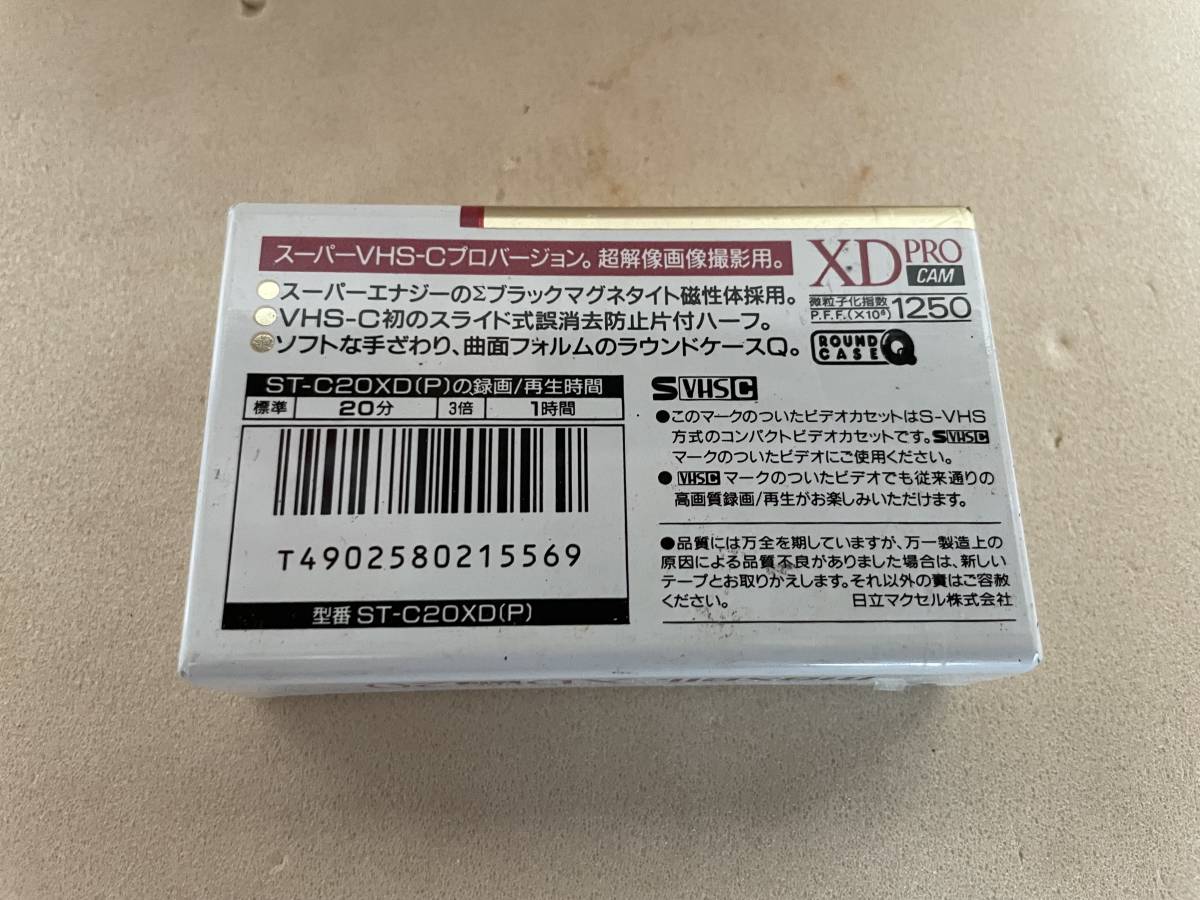 スーパーVHS-Cプロバージョン。超解像画像撮影用。
●スーパーエナジーのΣブラックマグネタイト磁性体採用。
●VHS-C初のスライド式誤消去防止片付ハーフ。
●ソフトな手ざわり、曲面フォルムのラウンドケースQ。
XD PRO
CAM
微粒子化指数
P.F.F.(×10⁶) 1250
ROUND
CASE Q
ST-C20XD(P)の録画/再生時間
標準 20分 3倍 1時間
T4902580215569
型番 ST-C20XD(P)
S VHS C
●このマークのついたビデオカセットはS-VHS
方式のコンパクトビデオカセットです。S VHS C
マークのついたビデオにご使用ください。
● VHS C マークのついたビデオでも従来通りの
高画質録画/再生がお楽しみいただけます。
●品質には万全を期していますが、万一製造上の
原因による品質不良がありました場合は、新しい
テープとお取りかえします。それ以外の責はご容赦
ください。 日立マクセル株式会社